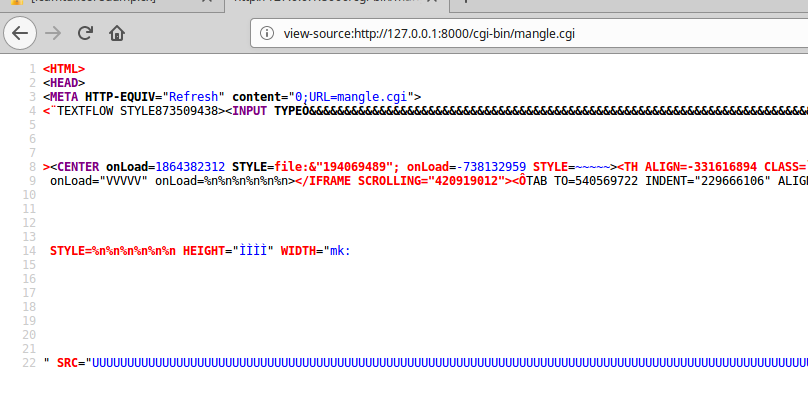 view-source:http://127.0.0.1:8000/cgi-bin/mangle.cgi
1 <HTML>
2 <HEAD>
3 <META HTTP-EQUIV="Refresh" content="0;URL=mangle.cgi">
4 <¨TEXTFLOW STYLE873509438><INPUT TYPEÒ&&&&&&&&&&&&&&&&&&&&&&&&&&&&&&&&&&&&&&&&&&&&&&&&&&&&&&&&&&&&&&&&&&&&&&&
5
6
7
8 ><CENTER onLoad=1864382312 STYLE=file:&"194069489"; onLoad=-738132959 STYLE=~~~~~><TH ALIGN=-331616894 CLASS=
9 onLoad="VVVVV" onLoad=%n%n%n%n%n%n></IFRAME SCROLLING="420919012"><ÔTAB TO=540569722 INDENT="229666106" ALIG
10
11
12
13
14 STYLE=%n%n%n%n%n%n HEIGHT="ÌÌÌÌ" WIDTH="mk:
15
16
17
18
19
20
21
22 " SRC="UUUUUUUUUUUUUUUUUUUUUUUUUUUUUUUUUUUUUUUUUUUUUUUUUUUUUUUUUUUUUUUUUUUUUUUUUUUUUUUUUUUUUUUUUUUUUUUUUUUUUU